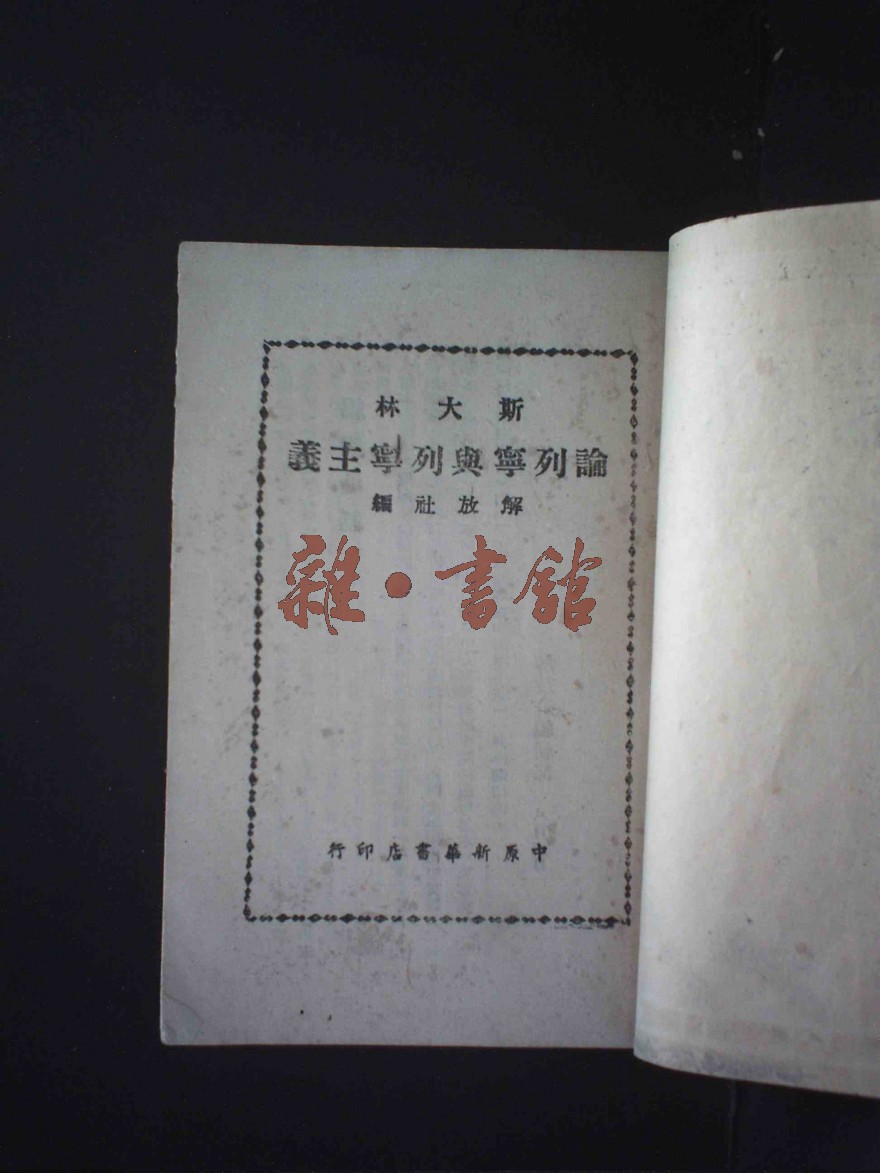 斯大林
論列寧與列寧主義
解放社編
雜·書館
中原新華書店印行